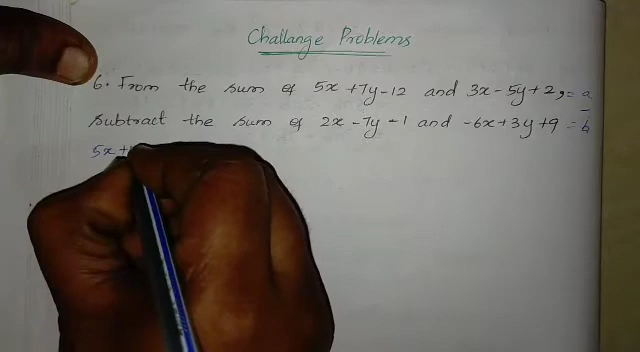 Challange Problems
6. From the sum of 5x +7y-12 and 3x-5y+2, = a
subtract the sum of 2x-7y-1 and -6x+3y+9 = b
5x+